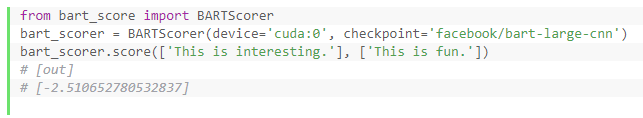 from bart_score import BARTScorer
bart_scorer = BARTScorer(device='cuda:0', checkpoint='facebook/bart-large-cnn')
bart_scorer.score(['This is interesting.'], ['This is fun.'])
# [out]
# [-2.510652780532837]